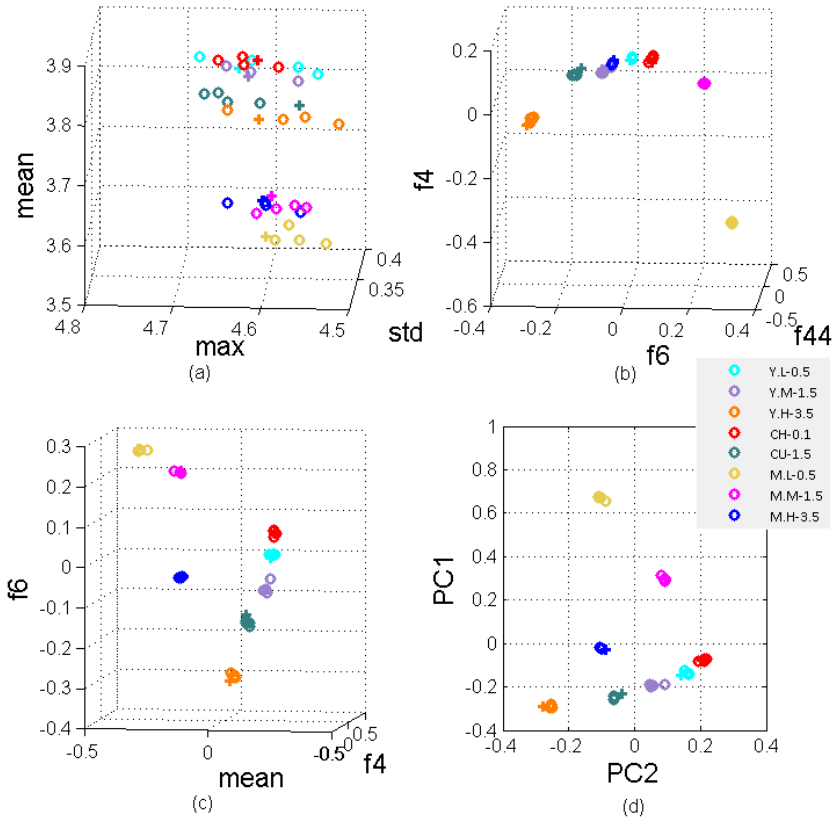 3.9
3.8
3.7
3.6
3.5
mean
4.8
4.7
4.6
4.5
max
0.4
0.35
std
(a)
0.2
0
-0.2
-0.4
-0.6
f4
-0.4
-0.2
0
0.2
0.4
f6
0.5
0
-0.5
f44
(b)
Y.L-0.5
Y.M-1.5
Y.H-3.5
CH-0.1
CU-1.5
M.L-0.5
M.M-1.5
M.H-3.5
0.3
0.2
0.1
0
-0.1
-0.2
-0.3
-0.4
f6
-0.5
0
0.5
mean
-0.5
0
0.5
f4
(c)
1
0.8
0.6
0.4
0.2
0
-0.2
-0.4
PC1
-0.4
-0.2
0
0.2
0.4
PC2
(d)